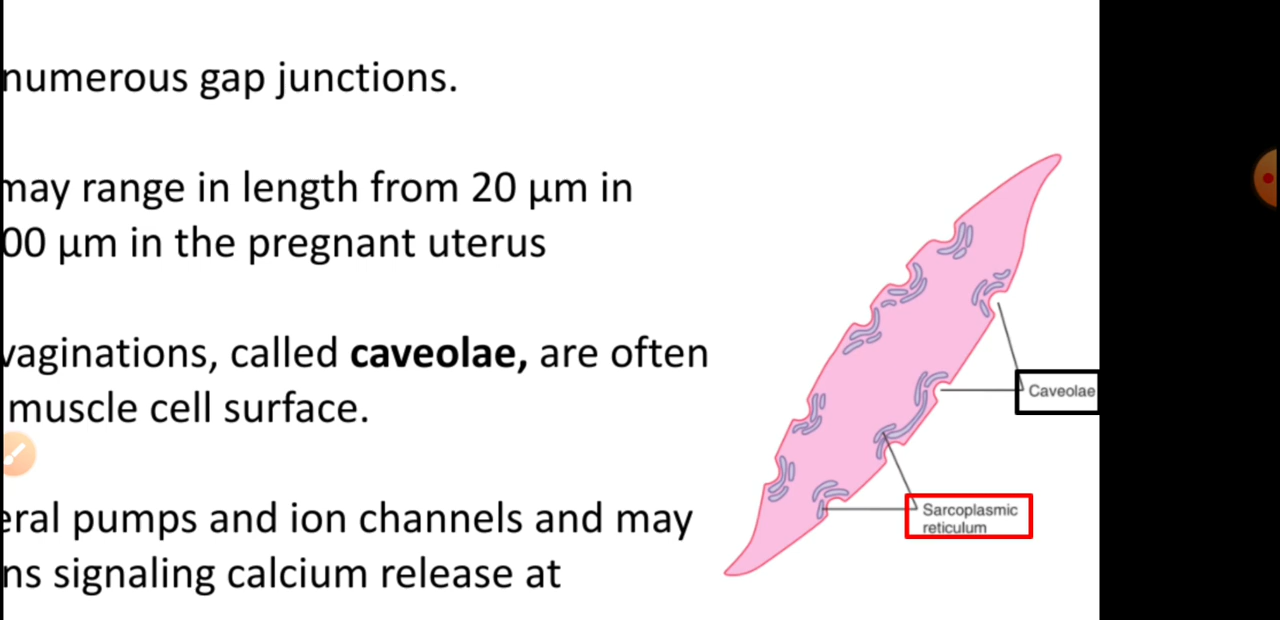 numerous gap junctions.
may range in length from 20 µm in
00 µm in the pregnant uterus
vaginations, called caveolae, are often
muscle cell surface.
eral pumps and ion channels and may
ns signaling calcium release at
Caveolae
Sarcoplasmic
reticulum